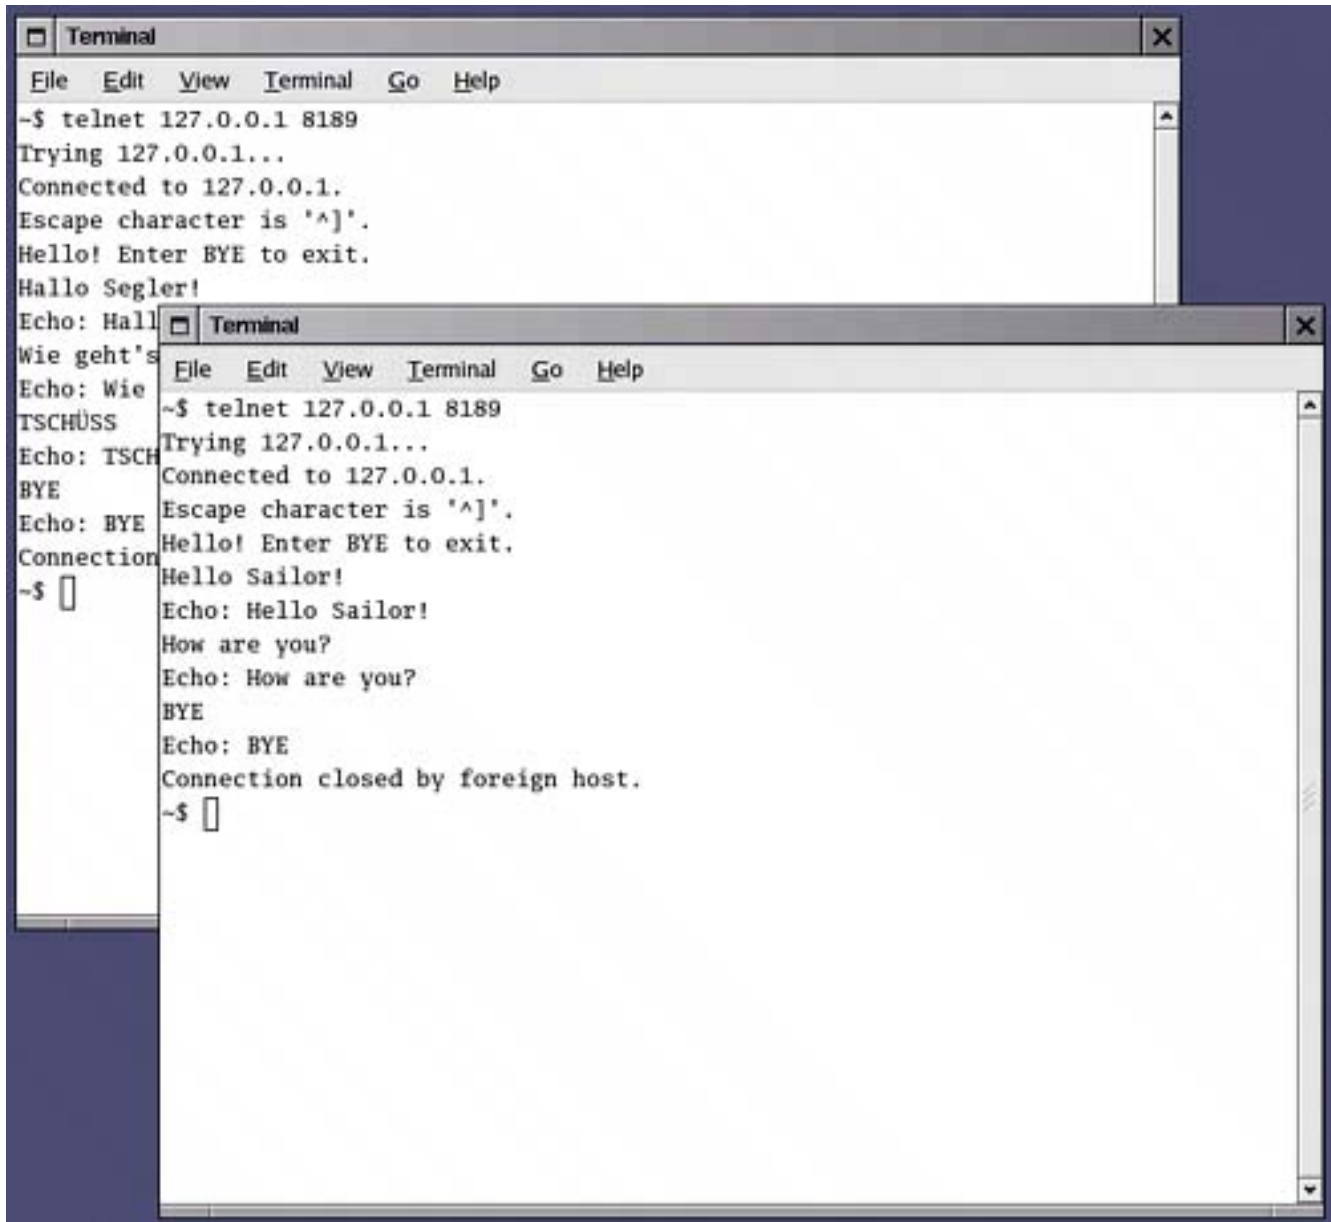 Terminal
File Edit View Terminal Go Help
~$ telnet 127.0.0.1 8189
Trying 127.0.0.1...
Connected to 127.0.0.1.
Escape character is '^]'.
Hello! Enter BYE to exit.
Hallo Segler!
Echo: Hall
Wie geht's
Echo: Wie
TSCHÜSS
Echo: TSCH
BYE
Echo: BYE
Connection
~$
Terminal
File Edit View Terminal Go Help
~$ telnet 127.0.0.1 8189
Trying 127.0.0.1...
Connected to 127.0.0.1.
Escape character is '^]'.
Hello! Enter BYE to exit.
Hello Sailor!
Echo: Hello Sailor!
How are you?
Echo: How are you?
BYE
Echo: BYE
Connection closed by foreign host.
~$